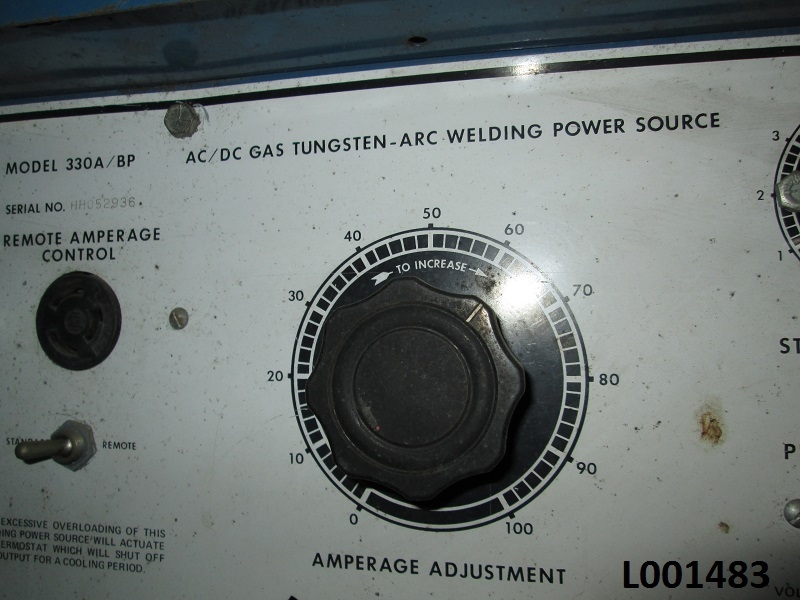 MODEL 330A/BP
AC/DC GAS TUNGSTEN-ARC WELDING POWER SOURCE
SERIAL NO. HH052936
REMOTE AMPERAGE
CONTROL
REMOTE
EXCESSIVE OVERLOADING OF THIS
POWER SOURCE WILL ACTUATE
WHICH WILL SHUT OFF
FOR A COOLING PERIOD.
TO INCREASE
0
10
20
30
40
50
60
70
80
90
100
AMPERAGE ADJUSTMENT
3
2
1
L001483